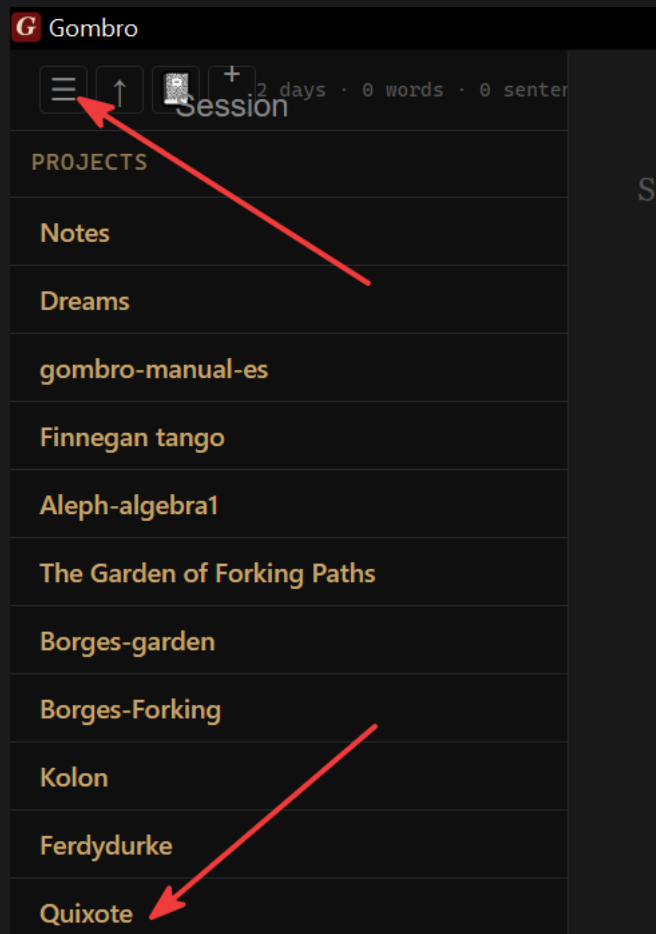 G Gombro
☰ ↑ + Session 2 days · 0 words · 0 senten
PROJECTS
Notes
Dreams
gombro-manual-es
Finnegan tango
Aleph-algebra1
The Garden of Forking Paths
Borges-garden
Borges-Forking
Kolon
Ferdydurke
Quixote
S